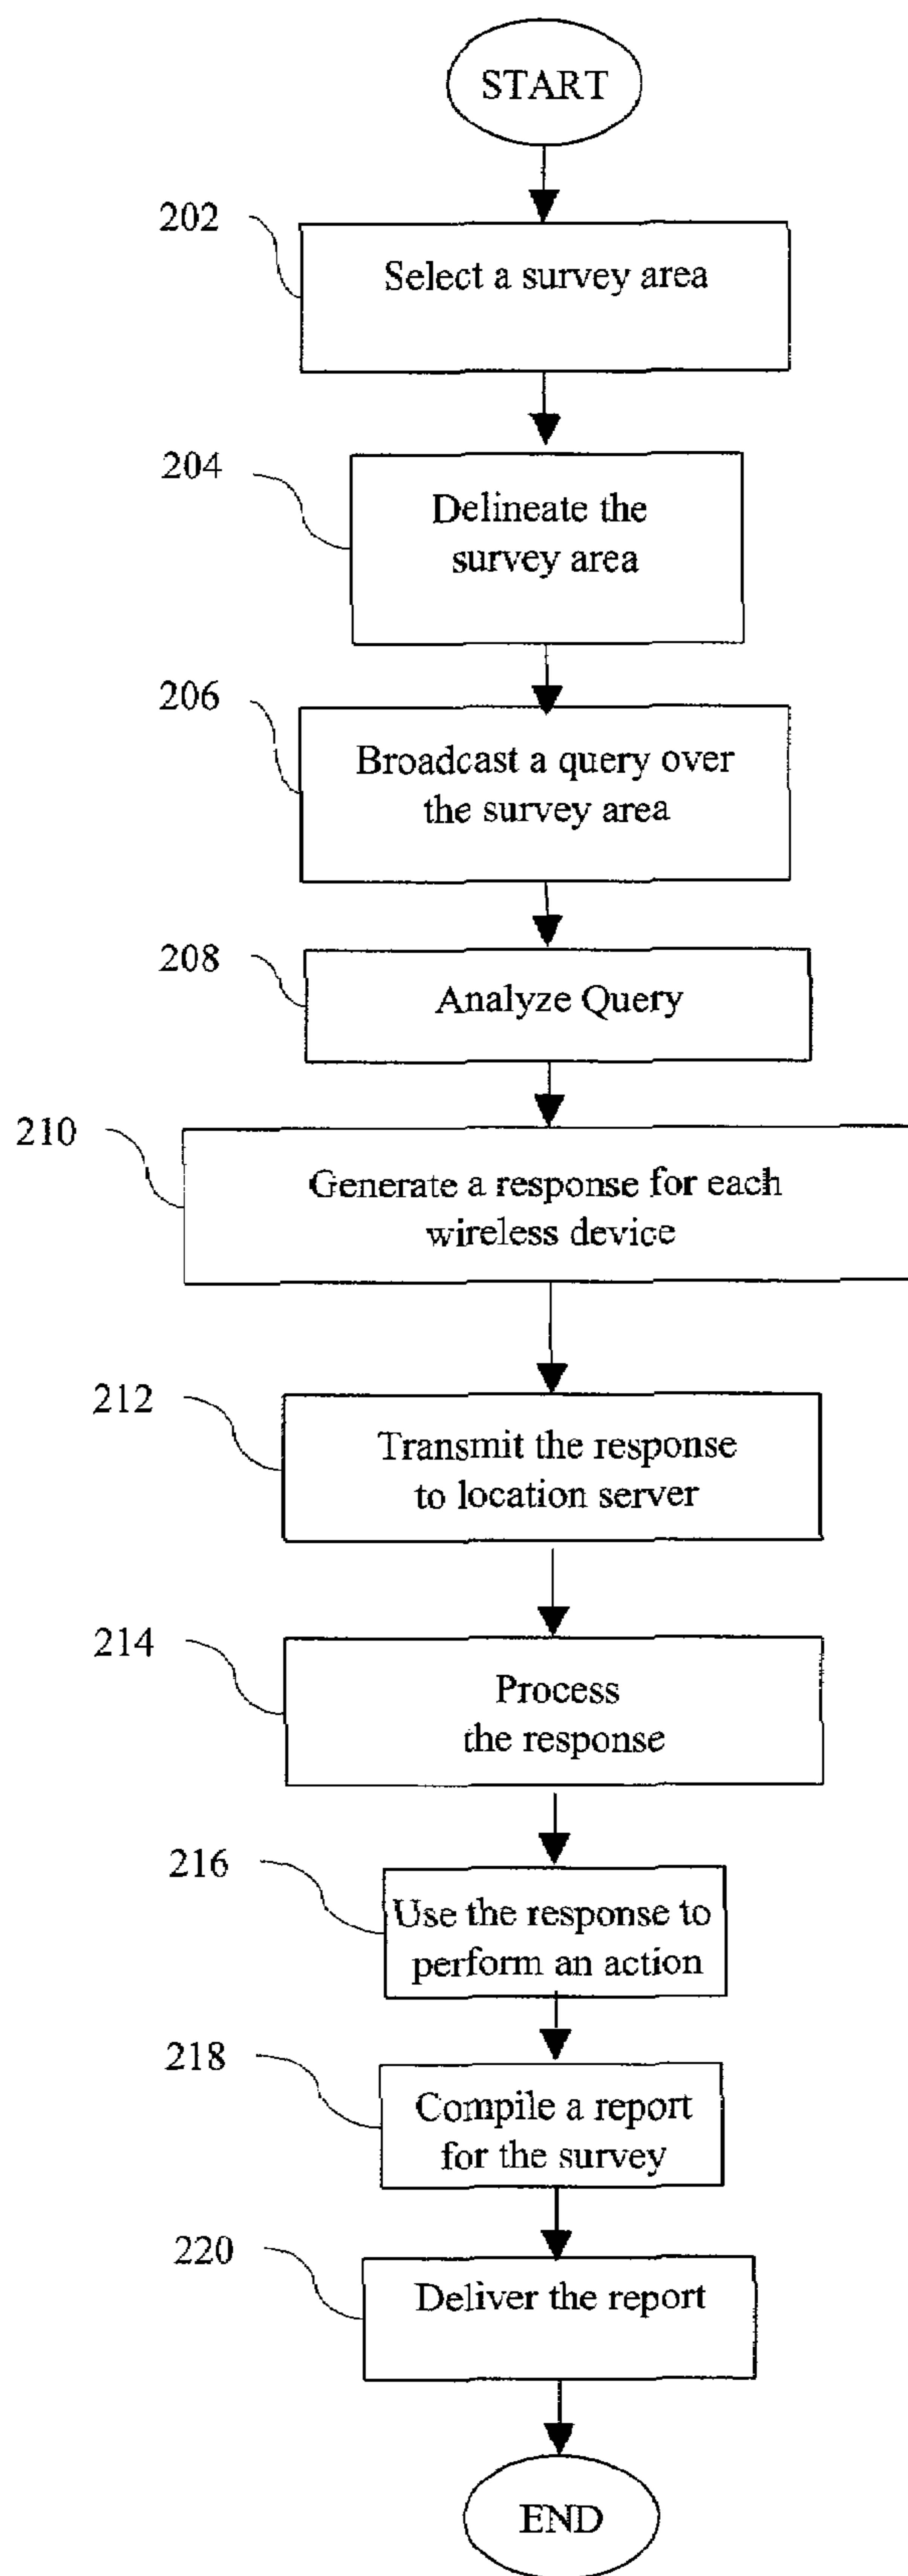 START
202
Select a survey area
204
Delineate the
survey area
206
Broadcast a query over
the survey area
208
Analyze Query
210
Generate a response for each
wireless device
212
Transmit the response
to location server
214
Process
the response
216
Use the response to
perform an action
218
Compile a report
for the survey
220
Deliver the report
END